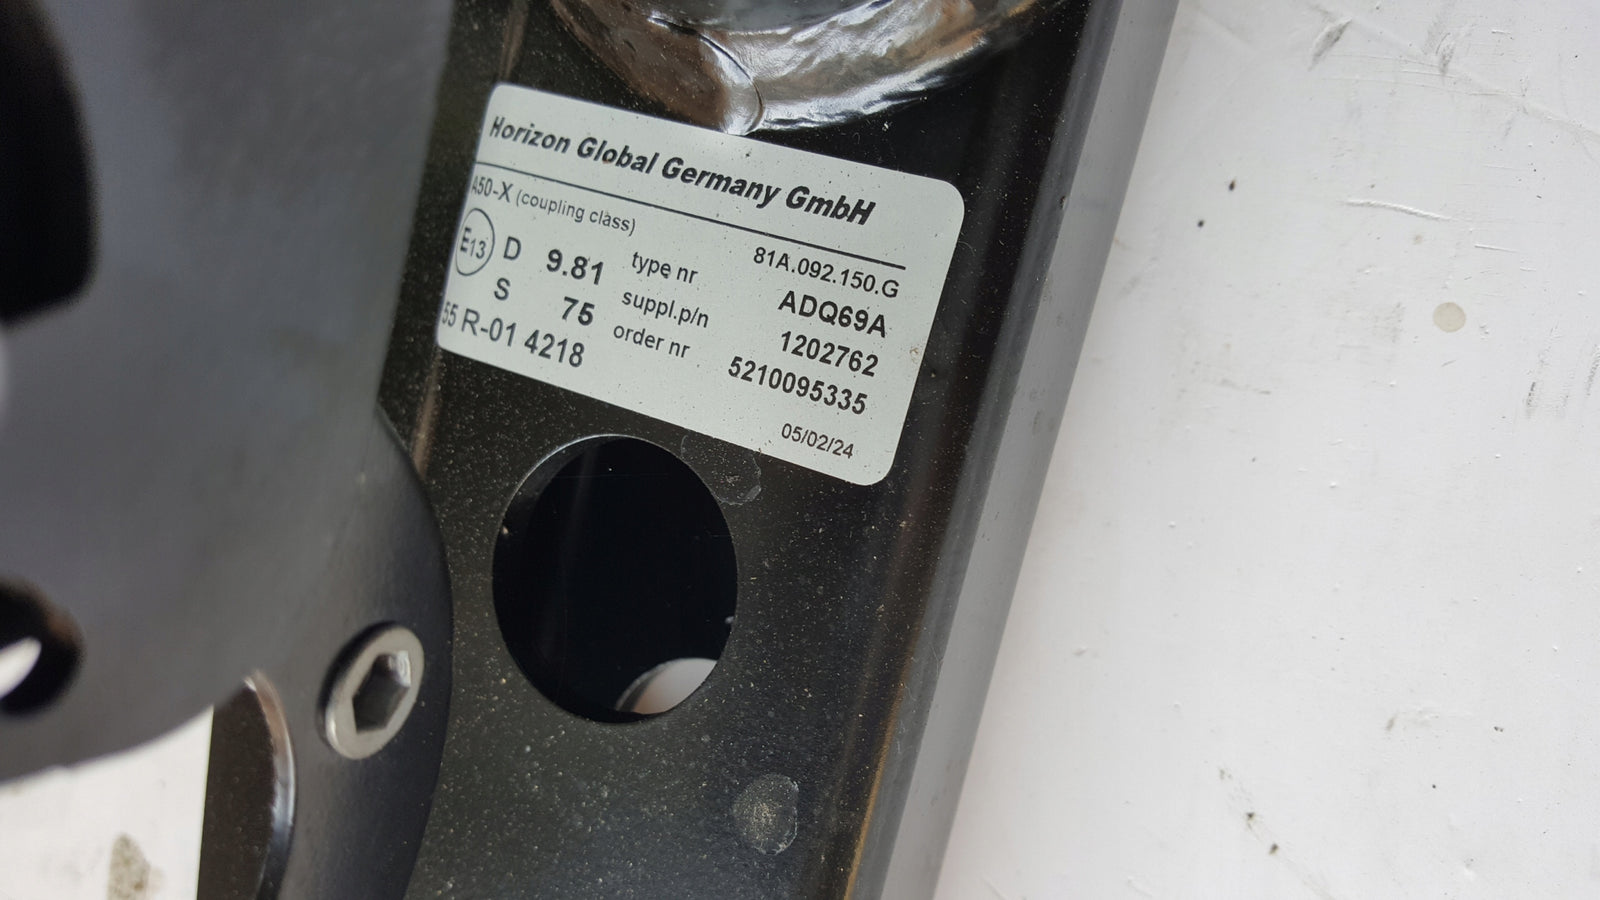 Horizon Global Germany GmbH
A50-X (coupling class) 81A.092.150.G
E13 D 9.81 type nr ADQ69A
S 75 suppl.p/n 1202762
55 R-01 4218 order nr 5210095335
05/02/24